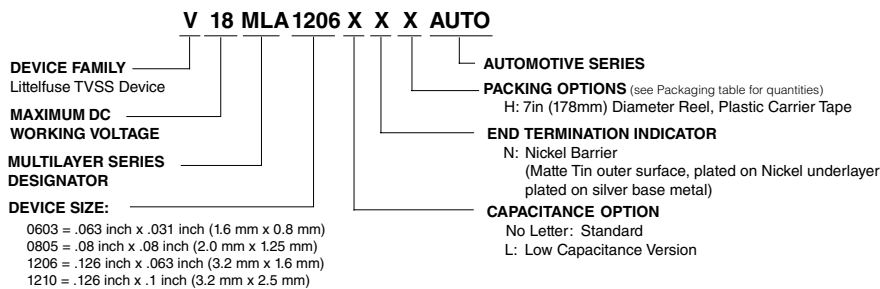 V 18 MLA 1206 X X X AUTO
DEVICE FAMILY
Littelfuse TVSS Device
MAXIMUM DC
WORKING VOLTAGE
MULTILAYER SERIES
DESIGNATOR
DEVICE SIZE:
0603 = .063 inch x .031 inch (1.6 mm x 0.8 mm)
0805 = .08 inch x .08 inch (2.0 mm x 1.25 mm)
1206 = .126 inch x .063 inch (3.2 mm x 1.6 mm)
1210 = .126 inch x .1 inch (3.2 mm x 2.5 mm)
AUTOMOTIVE SERIES
PACKING OPTIONS (see Packaging table for quantities)
H: 7in (178mm) Diameter Reel, Plastic Carrier Tape
END TERMINATION INDICATOR
N: Nickel Barrier
(Matte Tin outer surface, plated on Nickel underlayer
plated on silver base metal)
CAPACITANCE OPTION
No Letter: Standard
L: Low Capacitance Version